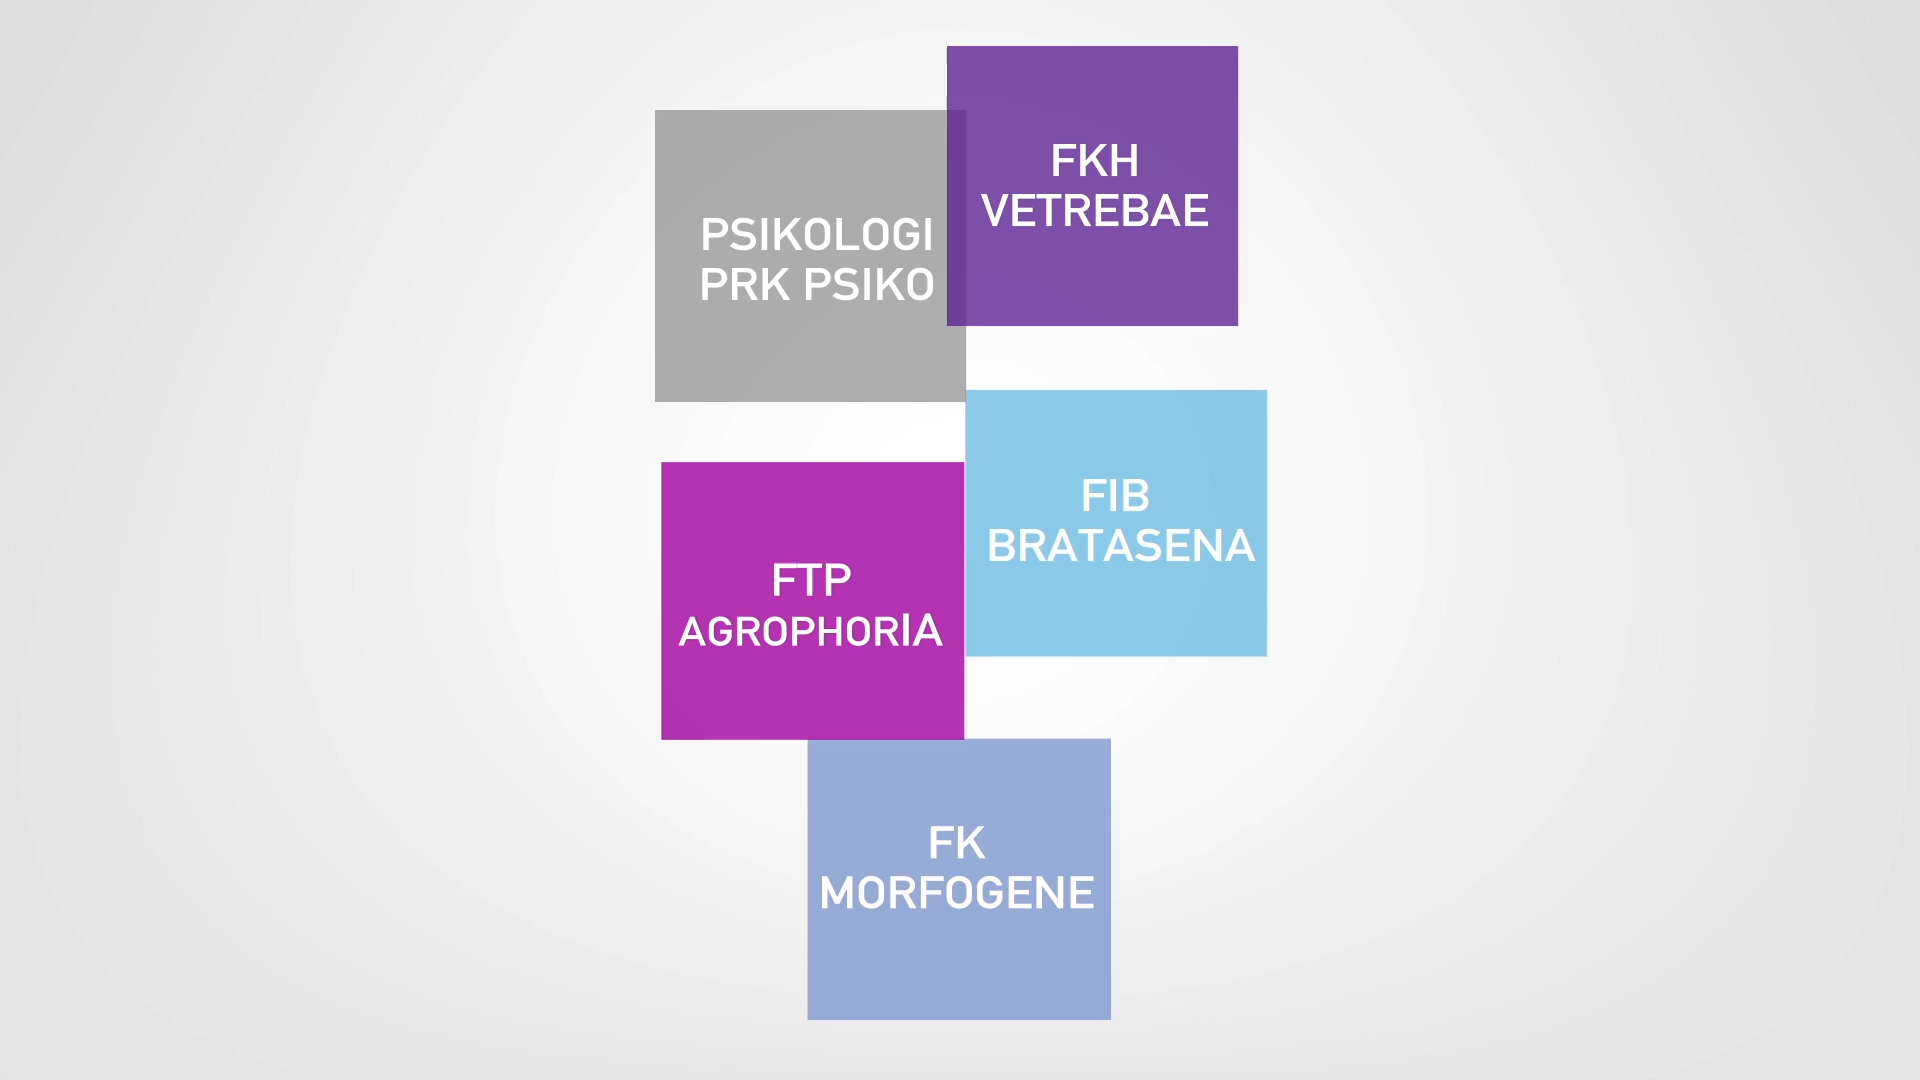 FKH
VETREBAE
PSIKOLOGI
PRK PSIKO
FIB
BRATASENA
FTP
AGROPHORIA
FK
MORFOGENE